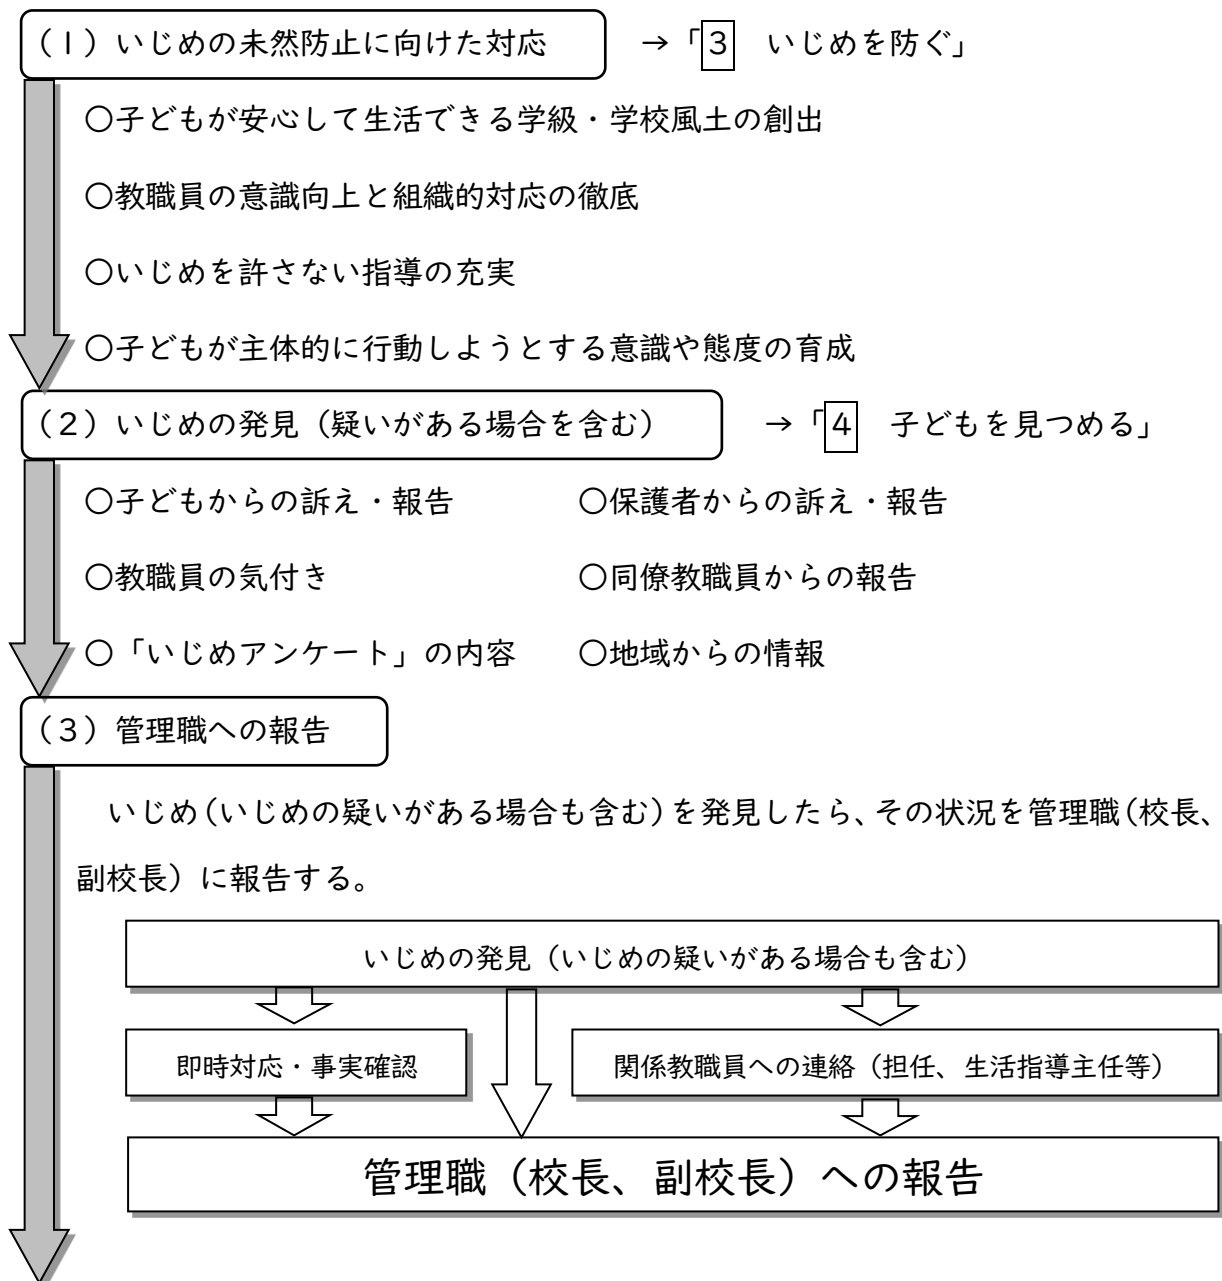 （１）いじめの未然防止に向けた対応　→「3　いじめを防ぐ」
○子どもが安心して生活できる学級・学校風土の創出
○教職員の意識向上と組織的対応の徹底
○いじめを許さない指導の充実
○子どもが主体的に行動しようとする意識や態度の育成
（２）いじめの発見（疑いがある場合を含む）　→「4　子どもを見つめる」
○子どもからの訴え・報告　○保護者からの訴え・報告
○教職員の気付き　○同僚教職員からの報告
○「いじめアンケート」の内容　○地域からの情報
（３）管理職への報告
いじめ（いじめの疑いがある場合も含む）を発見したら、その状況を管理職（校長、
副校長）に報告する。
いじめの発見（いじめの疑いがある場合も含む）
即時対応・事実確認　関係教職員への連絡（担任、生活指導主任等）
管理職（校長、副校長）への報告